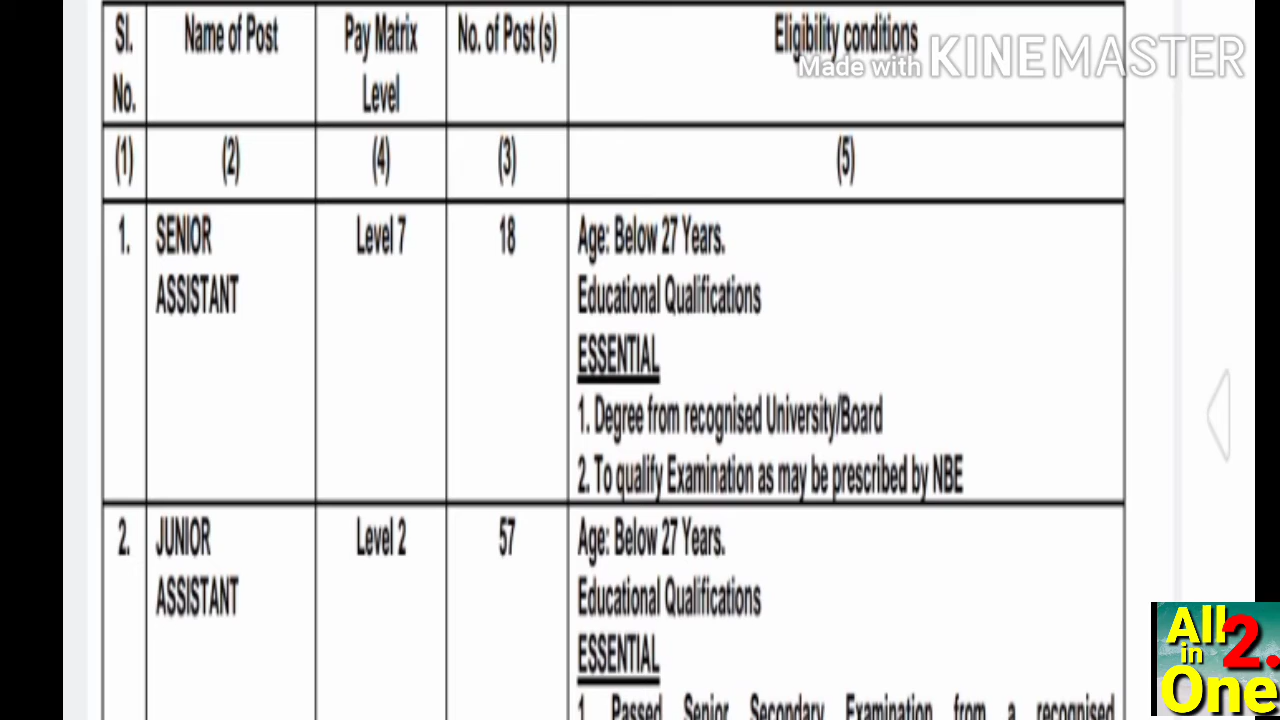 Sl. No. Name of Post Pay Matrix Level No. of Post (s) Eligibility conditions
Made with KINEMASTER
(1) (2) (4) (3) (5)
1. SENIOR ASSISTANT Level 7 18 Age: Below 27 Years.
Educational Qualifications
ESSENTIAL
1. Degree from recognised University/Board
2. To qualify Examination as may be prescribed by NBE
2. JUNIOR ASSISTANT Level 2 57 Age: Below 27 Years.
Educational Qualifications
ESSENTIAL
1. Passed Senior Secondary Examination from a recognised
All
in 2.
One